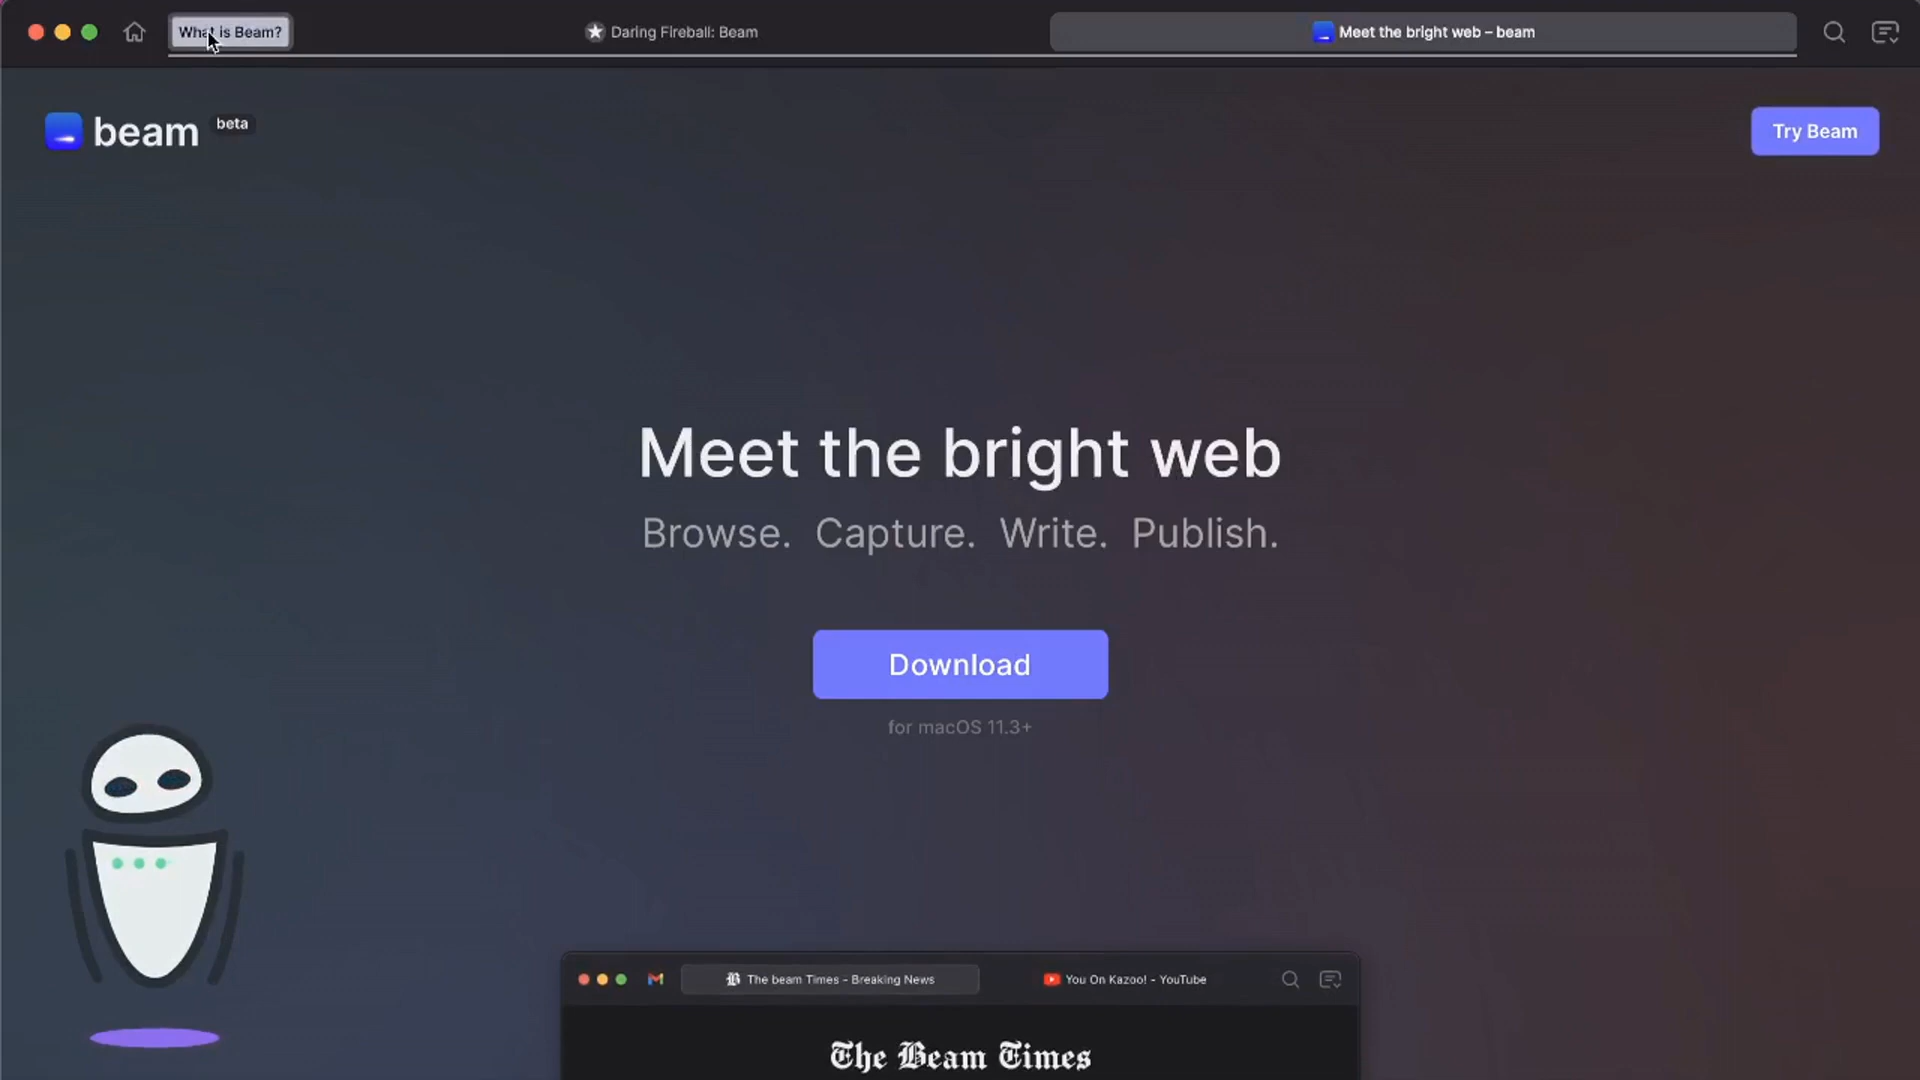 What is Beam?
Daring Fireball: Beam
Meet the bright web – beam
beam beta
Try Beam
Meet the bright web
Browse. Capture. Write. Publish.
Download
for macOS 11.3+
The beam Times - Breaking News
You On Kazoo! - YouTube
The Beam Times